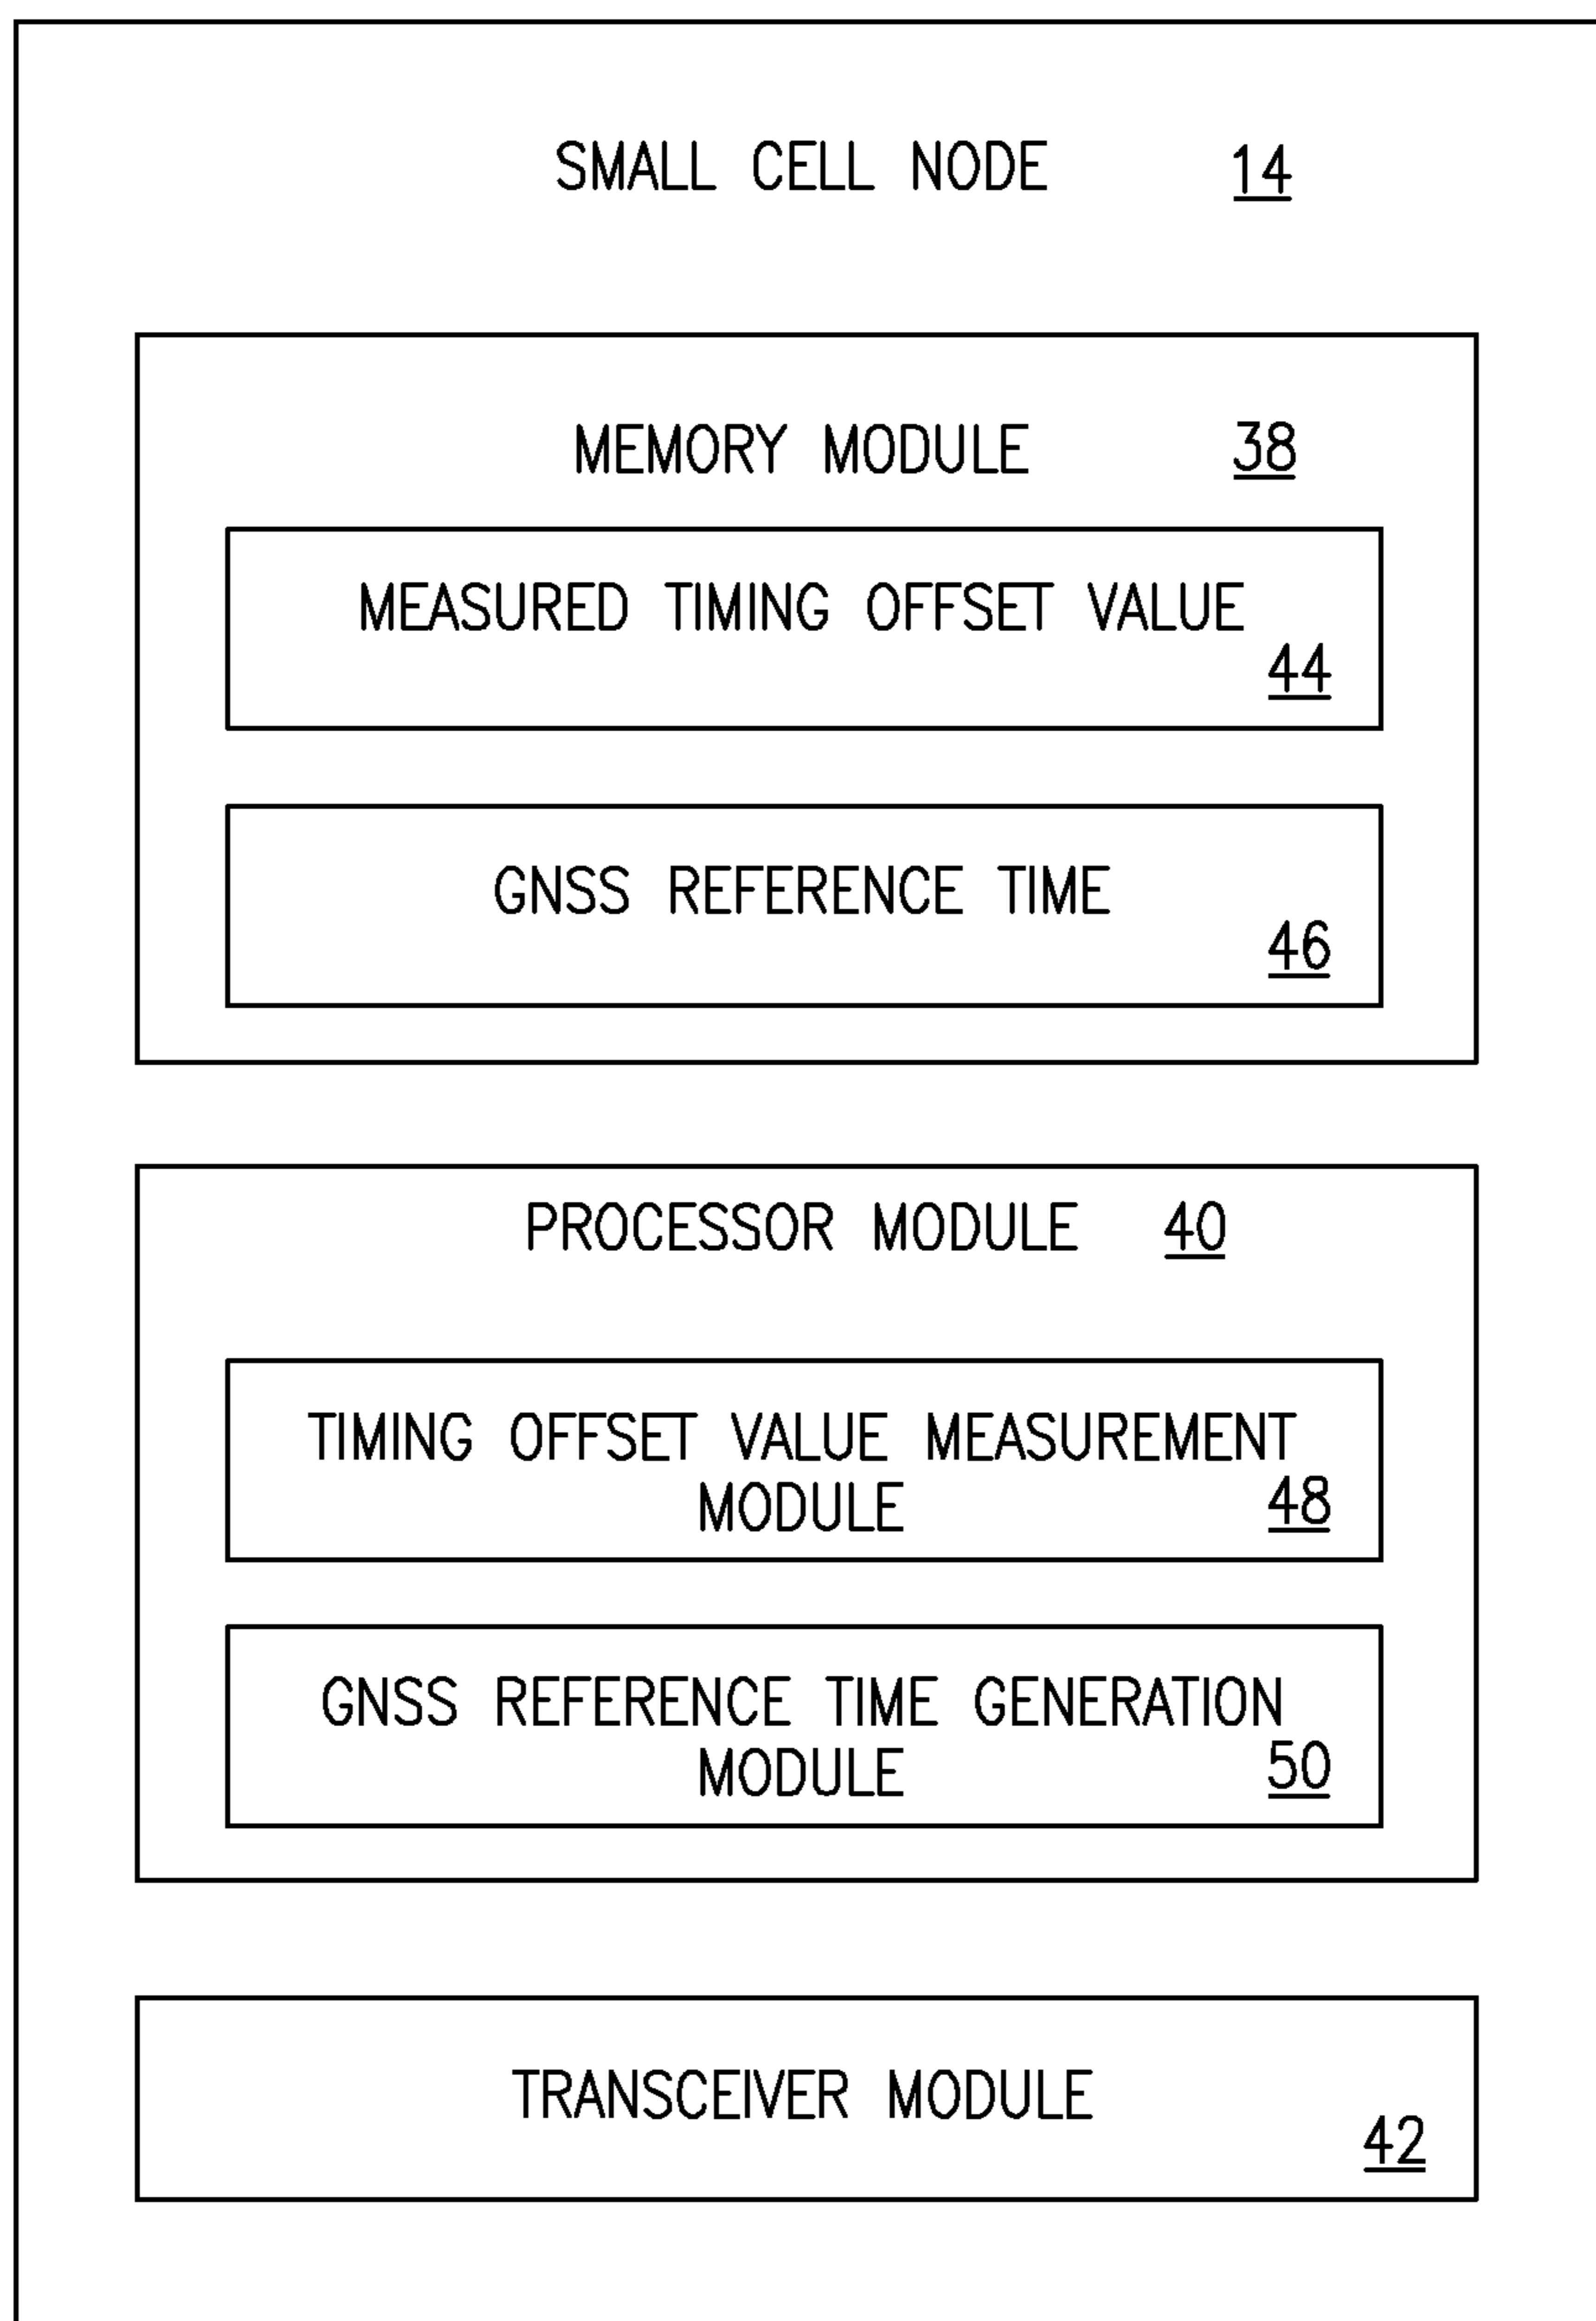 SMALL CELL NODE 14
MEMORY MODULE 38
MEASURED TIMING OFFSET VALUE
44
GNSS REFERENCE TIME
46
PROCESSOR MODULE 40
TIMING OFFSET VALUE MEASUREMENT
MODULE 48
GNSS REFERENCE TIME GENERATION
MODULE 50
TRANSCEIVER MODULE
42